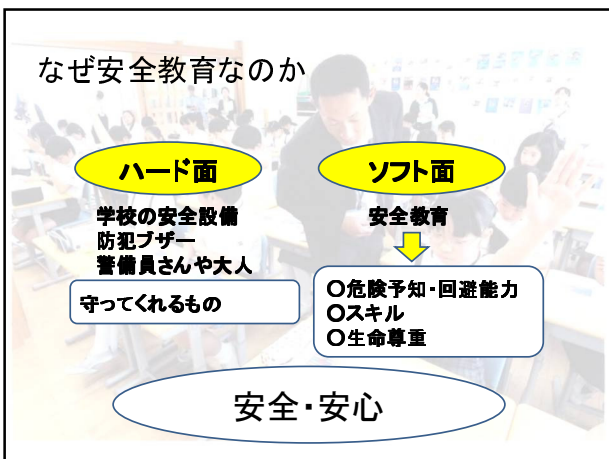 なぜ安全教育なのか
ハード面
学校の安全設備
防犯ブザー
警備員さんや大人
守ってくれるもの
ソフト面
安全教育
〇危険予知・回避能力
〇スキル
〇生命尊重
安全・安心